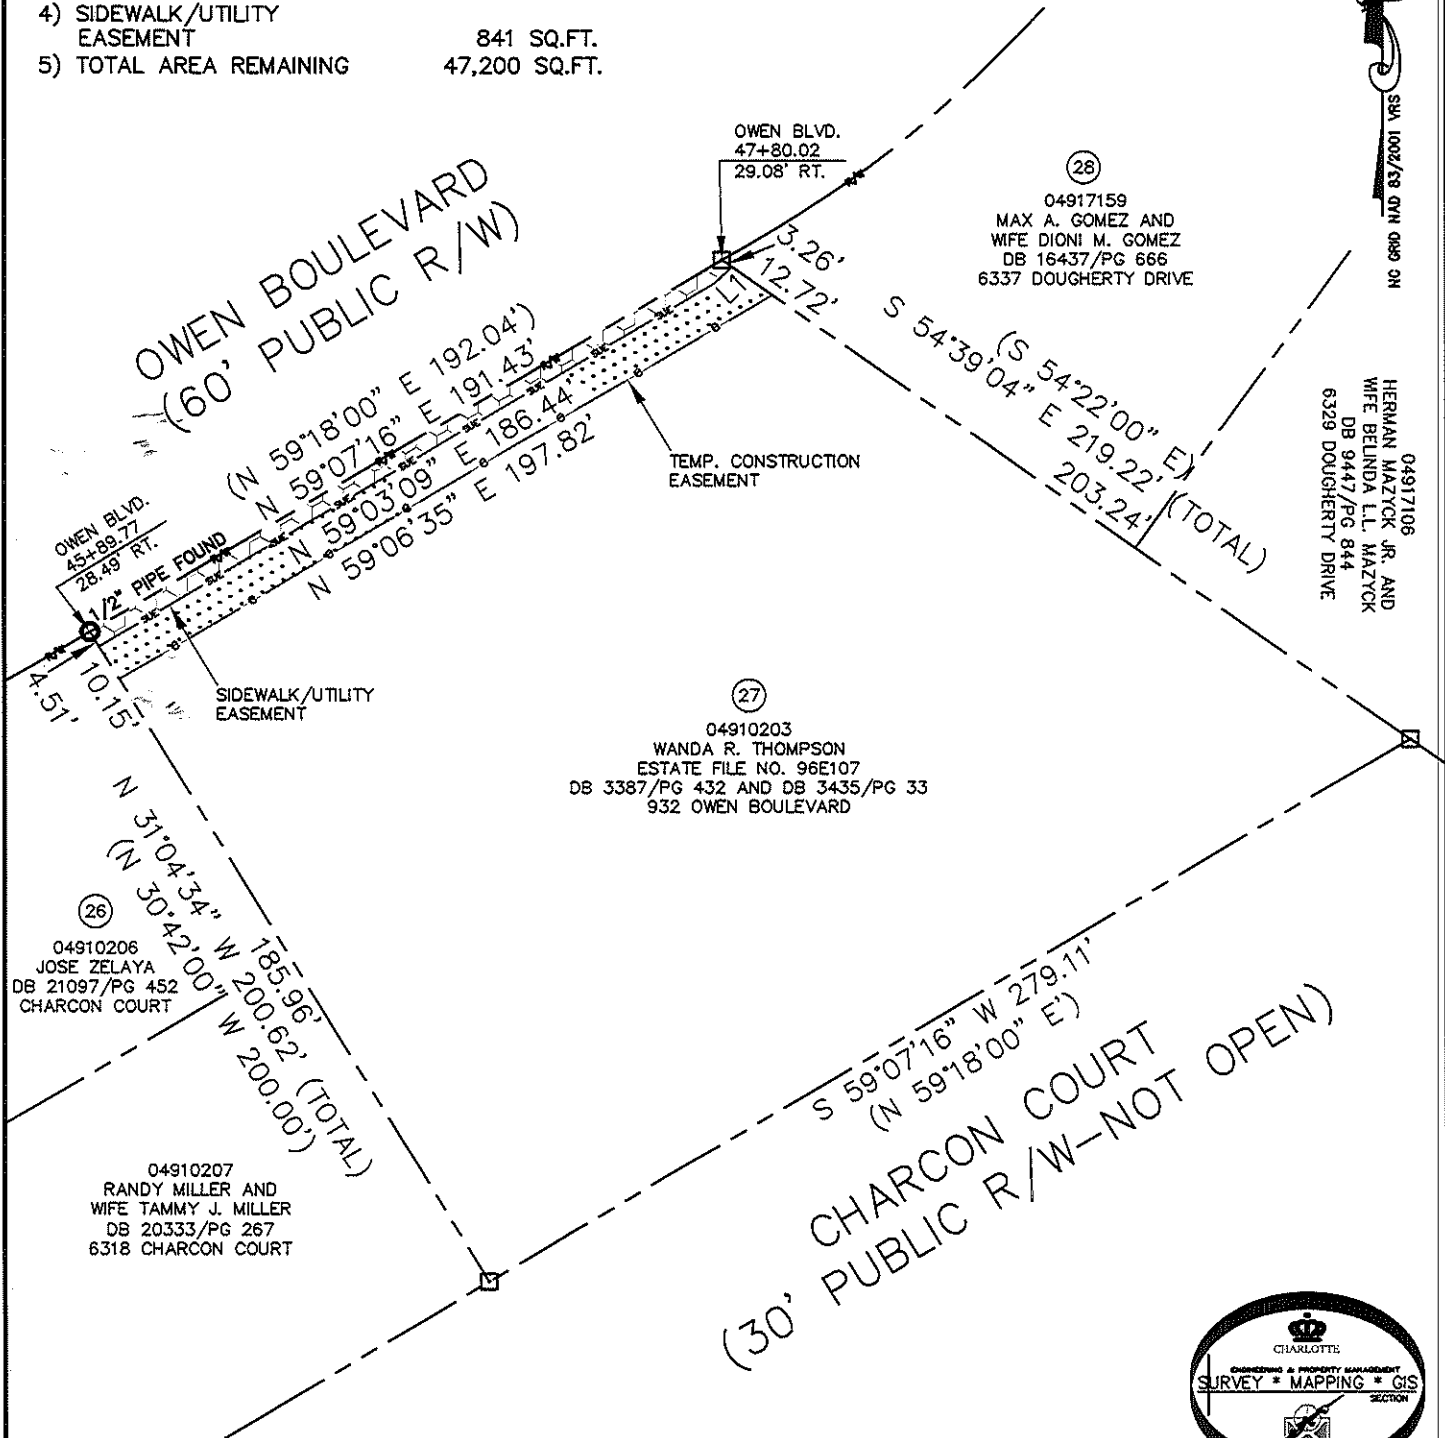 4) SIDEWALK/UTILITY
EASEMENT 841 SQ.FT.
5) TOTAL AREA REMAINING 47,200 SQ.FT.
NC GRID NAD 83/2001 VRS
OWEN BLVD.
47+80.02
29.08' RT.
28
04917159
MAX A. GOMEZ AND
WIFE DIONI M. GOMEZ
DB 16437/PG 666
6337 DOUGHERTY DRIVE
OWEN BOULEVARD
(60' PUBLIC R/W)
3.26'
12.72'
L1
(S 54°22'00" E)
S 54°39'04" E 219.22' (TOTAL)
203.24'
04917106
HERMAN MAZYCK JR. AND
WIFE BELINDA L.L. MAZYCK
DB 9447/PG 844
6329 DOUGHERTY DRIVE
(N 59°18'00" E 192.04')
N 59°07'16" E 191.43'
N 59°03'09" E 186.44'
N 59°06'35" E 197.82'
R/W
SUE
TEMP. CONSTRUCTION
EASEMENT
OWEN BLVD.
45+89.77
28.49' RT.
1/2" PIPE FOUND
4.51'
10.15'
SIDEWALK/UTILITY
EASEMENT
27
04910203
WANDA R. THOMPSON
ESTATE FILE NO. 96E107
DB 3387/PG 432 AND DB 3435/PG 33
932 OWEN BOULEVARD
185.96'
N 31°04'34" W 200.62' (TOTAL)
(N 30°42'00" W 200.00')
26
04910206
JOSE ZELAYA
DB 21097/PG 452
CHARCON COURT
04910207
RANDY MILLER AND
WIFE TAMMY J. MILLER
DB 20333/PG 267
6318 CHARCON COURT
S 59°07'16" W 279.11'
(N 59°18'00" E')
CHARCON COURT
(30' PUBLIC R/W-NOT OPEN)
CHARLOTTE
ENGINEERING & PROPERTY MANAGEMENT
SURVEY * MAPPING * GIS
SECTION